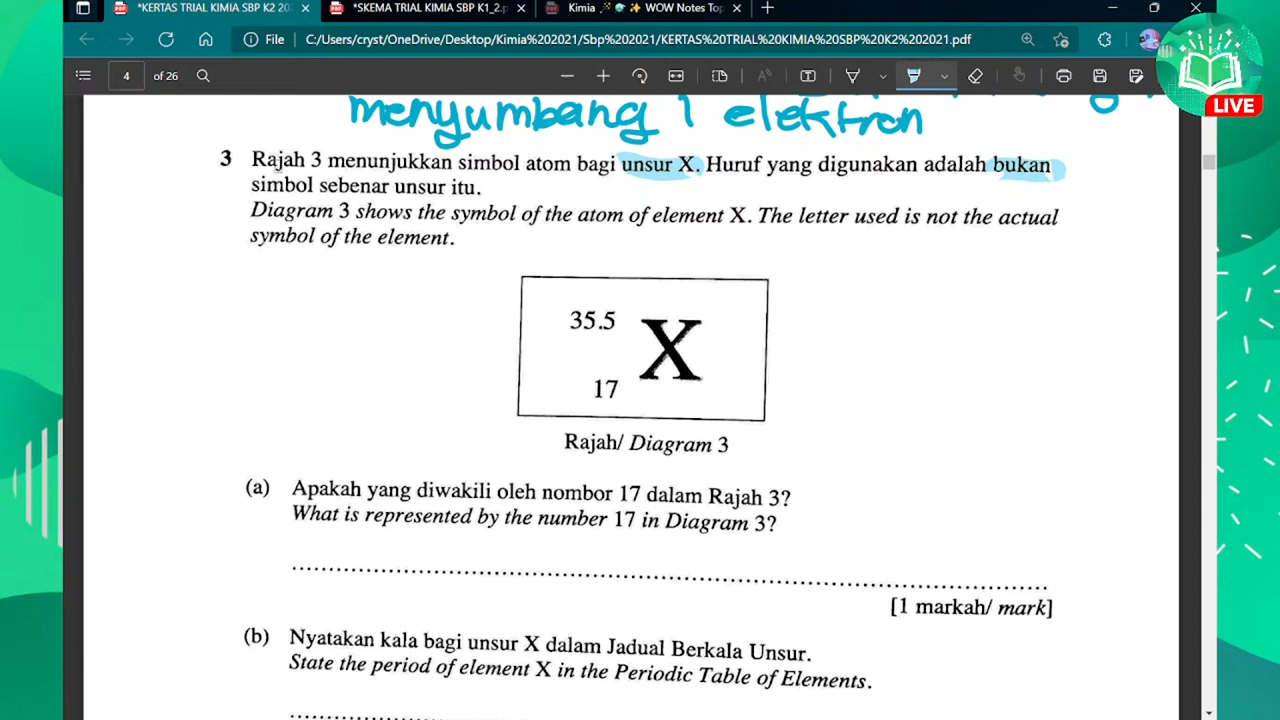 *KERTAS TRIAL KIMIA SBP K2 20
*SKEMA TRIAL KIMIA SBP K1_2.p
Kimia 🪄🧪✨ WOW Notes Top
LIVE
File C:/Users/cryst/OneDrive/Desktop/Kimia%202021/Sbp%202021/KERTAS%20TRIAL%20KIMIA%20SBP%20K2%202021.pdf
4 of 26
menyumbang 1 elektron
3 Rajah 3 menunjukkan simbol atom bagi unsur X. Huruf yang digunakan adalah bukan
simbol sebenar unsur itu.
Diagram 3 shows the symbol of the atom of element X. The letter used is not the actual
symbol of the element.
35.5
X
17
Rajah/ Diagram 3
(a) Apakah yang diwakili oleh nombor 17 dalam Rajah 3?
What is represented by the number 17 in Diagram 3?
[1 markah/ mark]
(b) Nyatakan kala bagi unsur X dalam Jadual Berkala Unsur.
State the period of element X in the Periodic Table of Elements.